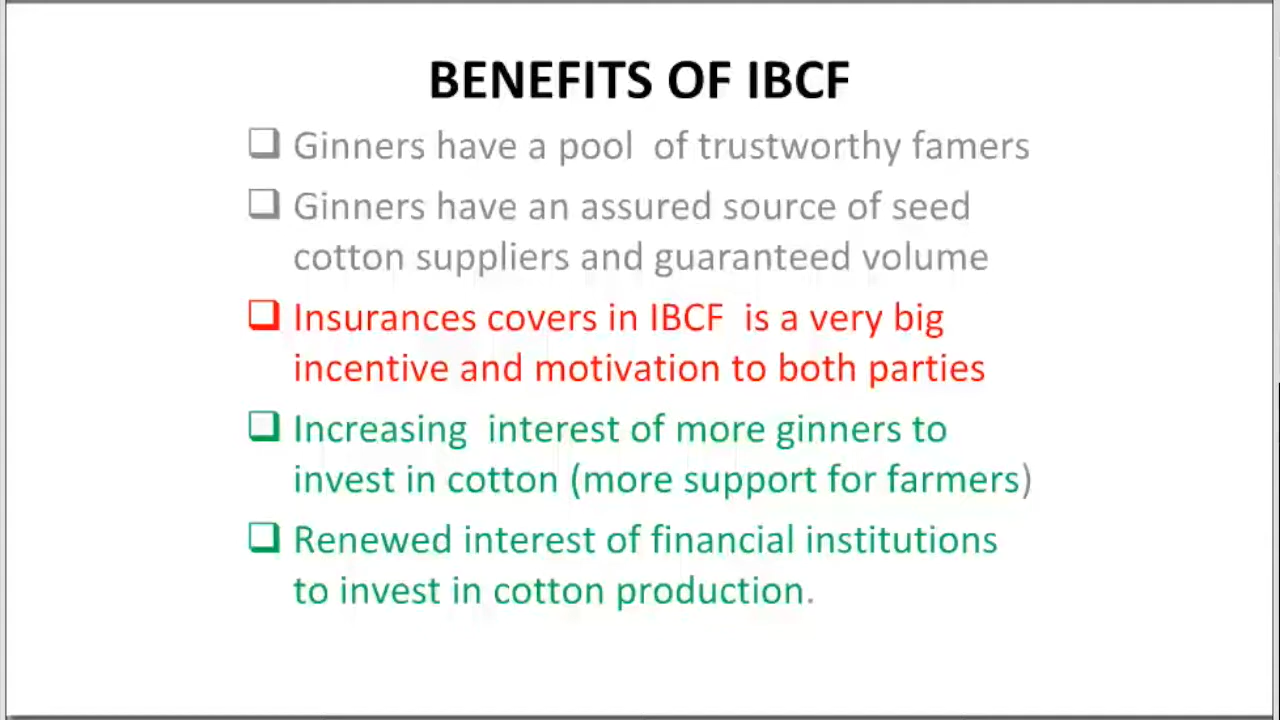 BENEFITS OF IBCF
Ginners have a pool  of trustworthy famers
Ginners have an assured source of seed
cotton suppliers and guaranteed volume
Insurances covers in IBCF  is a very big
incentive and motivation to both parties
Increasing  interest of more ginners to
invest in cotton (more support for farmers)
Renewed interest of financial institutions
to invest in cotton production.